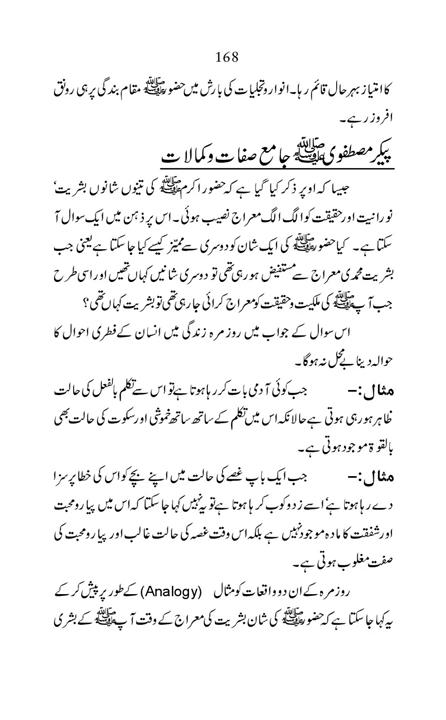 168
کا امتیاز بہرحال قائم رہا۔ انوار وتجلیات کی بارش میں حضور ﷺ مقام بندگی پر ہی رونق
افروز رہے۔
پیکر مصطفوی ﷺ جامع صفات و کمالات
جیسا کہ اوپر ذکر کیا گیا ہے کہ حضور اکرم ﷺ کی تینوں شانوں بشریت‘
نورانیت اور حقیقت کو الگ الگ معراج نصیب ہوئی۔ اس پر ذہن میں ایک سوال آ
سکتا ہے۔ کیا حضور ﷺ کی ایک شان کو دوسری سے ممیّز کیسے کیا جا سکتا ہے یعنی جب
بشریت محمدی معراج سے مستفیض ہو رہی تھی تو دوسری شانیں کہاں تھیں اور اسی طرح
جب آپ ﷺ کی ملکیت و حقیقت کو معراج کرائی جا رہی تھی تو بشریت کہاں تھی؟
اس سوال کے جواب میں روز مرہ زندگی میں انسان کے فطری احوال کا
حوالہ دینا بے محل نہ ہوگا۔
مثال:– جب کوئی آدمی بات کر رہا ہوتا ہے تو اس سے تکلم بالفعل کی حالت
ظاہر ہو رہی ہوتی ہے حالانکہ اس میں تکلم کے ساتھ ساتھ خموشی اور سکوت کی حالت بھی
بالقوۃ موجود ہوتی ہے۔
مثال:– جب ایک باپ غصے کی حالت میں اپنے بچے کو اس کی خطا پر سزا
دے رہا ہوتا ہے‘ اسے زد و کوب کر رہا ہوتا ہے تو یہ نہیں کہا جا سکتا کہ اس میں پیار ومحبت
اور شفقت کا مادہ موجود نہیں ہے بلکہ اس وقت غصہ کی حالت غالب اور پیار ومحبت کی
صفت مغلوب ہوتی ہے۔
روزمرہ کے ان دو واقعات کو مثال (Analogy) کے طور پر پیش کر کے
یہ کہا جا سکتا ہے کہ حضور ﷺ کی شان بشریت کی معراج کے وقت آپ ﷺ کے بشری